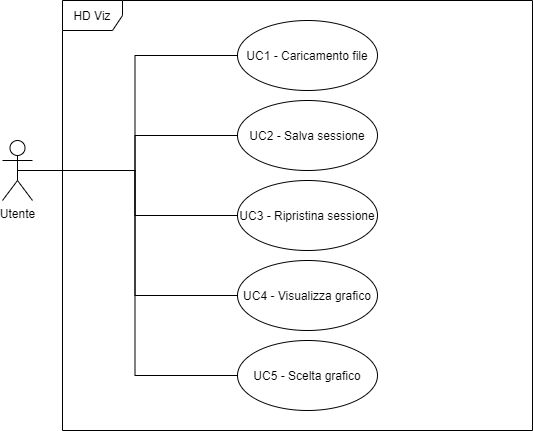 HD Viz
UC1 - Caricamento file
UC2 - Salva sessione
UC3 - Ripristina sessione
Utente
UC4 - Visualizza grafico
UC5 - Scelta grafico